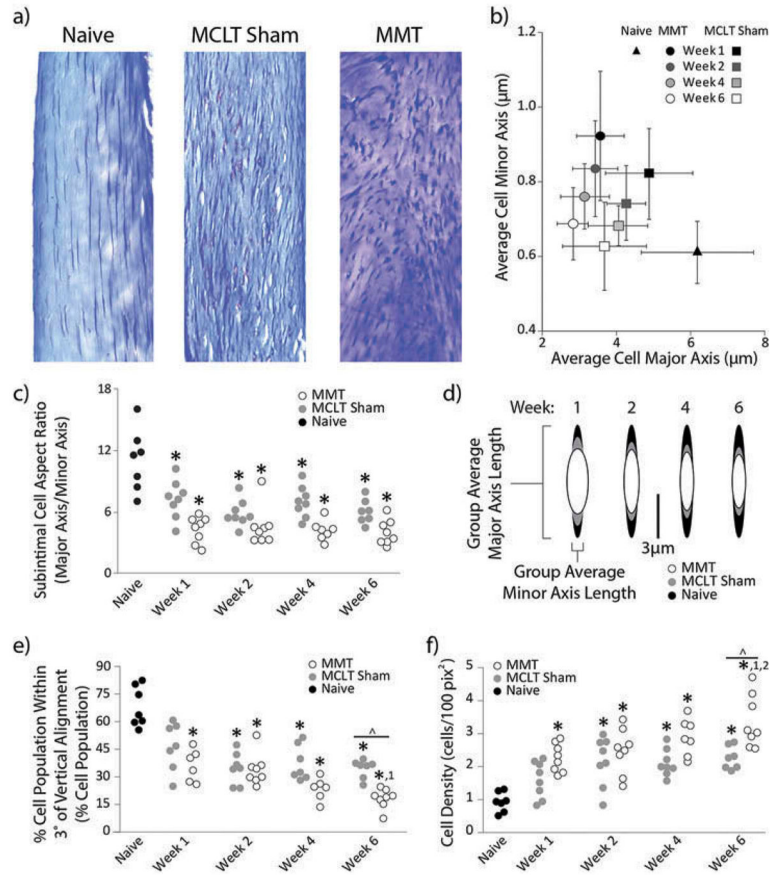 a)
Naive
MCLT Sham
MMT
b)
Naive MMT MCLT Sham
Week 1
Week 2
Week 4
Week 6
1.2
1.0
0.8
0.6
0.4
Average Cell Minor Axis (μm)
2
4
6
8
Average Cell Major Axis (μm)
c)
Subintimal Cell Aspect Ratio
(Major Axis/Minor Axis)
18
12
6
0
MMT
MCLT Sham
Naive
* * * * * * * *
Naive
Week 1
Week 2
Week 4
Week 6
d)
Week: 1 2 4 6
Group Average
Major Axis Length
3μm
Group Average
Minor Axis Length
MMT
MCLT Sham
Naive
e)
% Cell Population Within
3° of Vertical Alignment
(% Cell Population)
90
75
60
45
30
15
0
MMT
MCLT Sham
Naive
^
* * * * * * *,1
Naive
Week 1
Week 2
Week 4
Week 6
f)
Cell Density (cells/100 pix²)
5
4
3
2
1
0
MMT
MCLT Sham
Naive
^
* * * * * * *,1,2
Naive
Week 1
Week 2
Week 4
Week 6